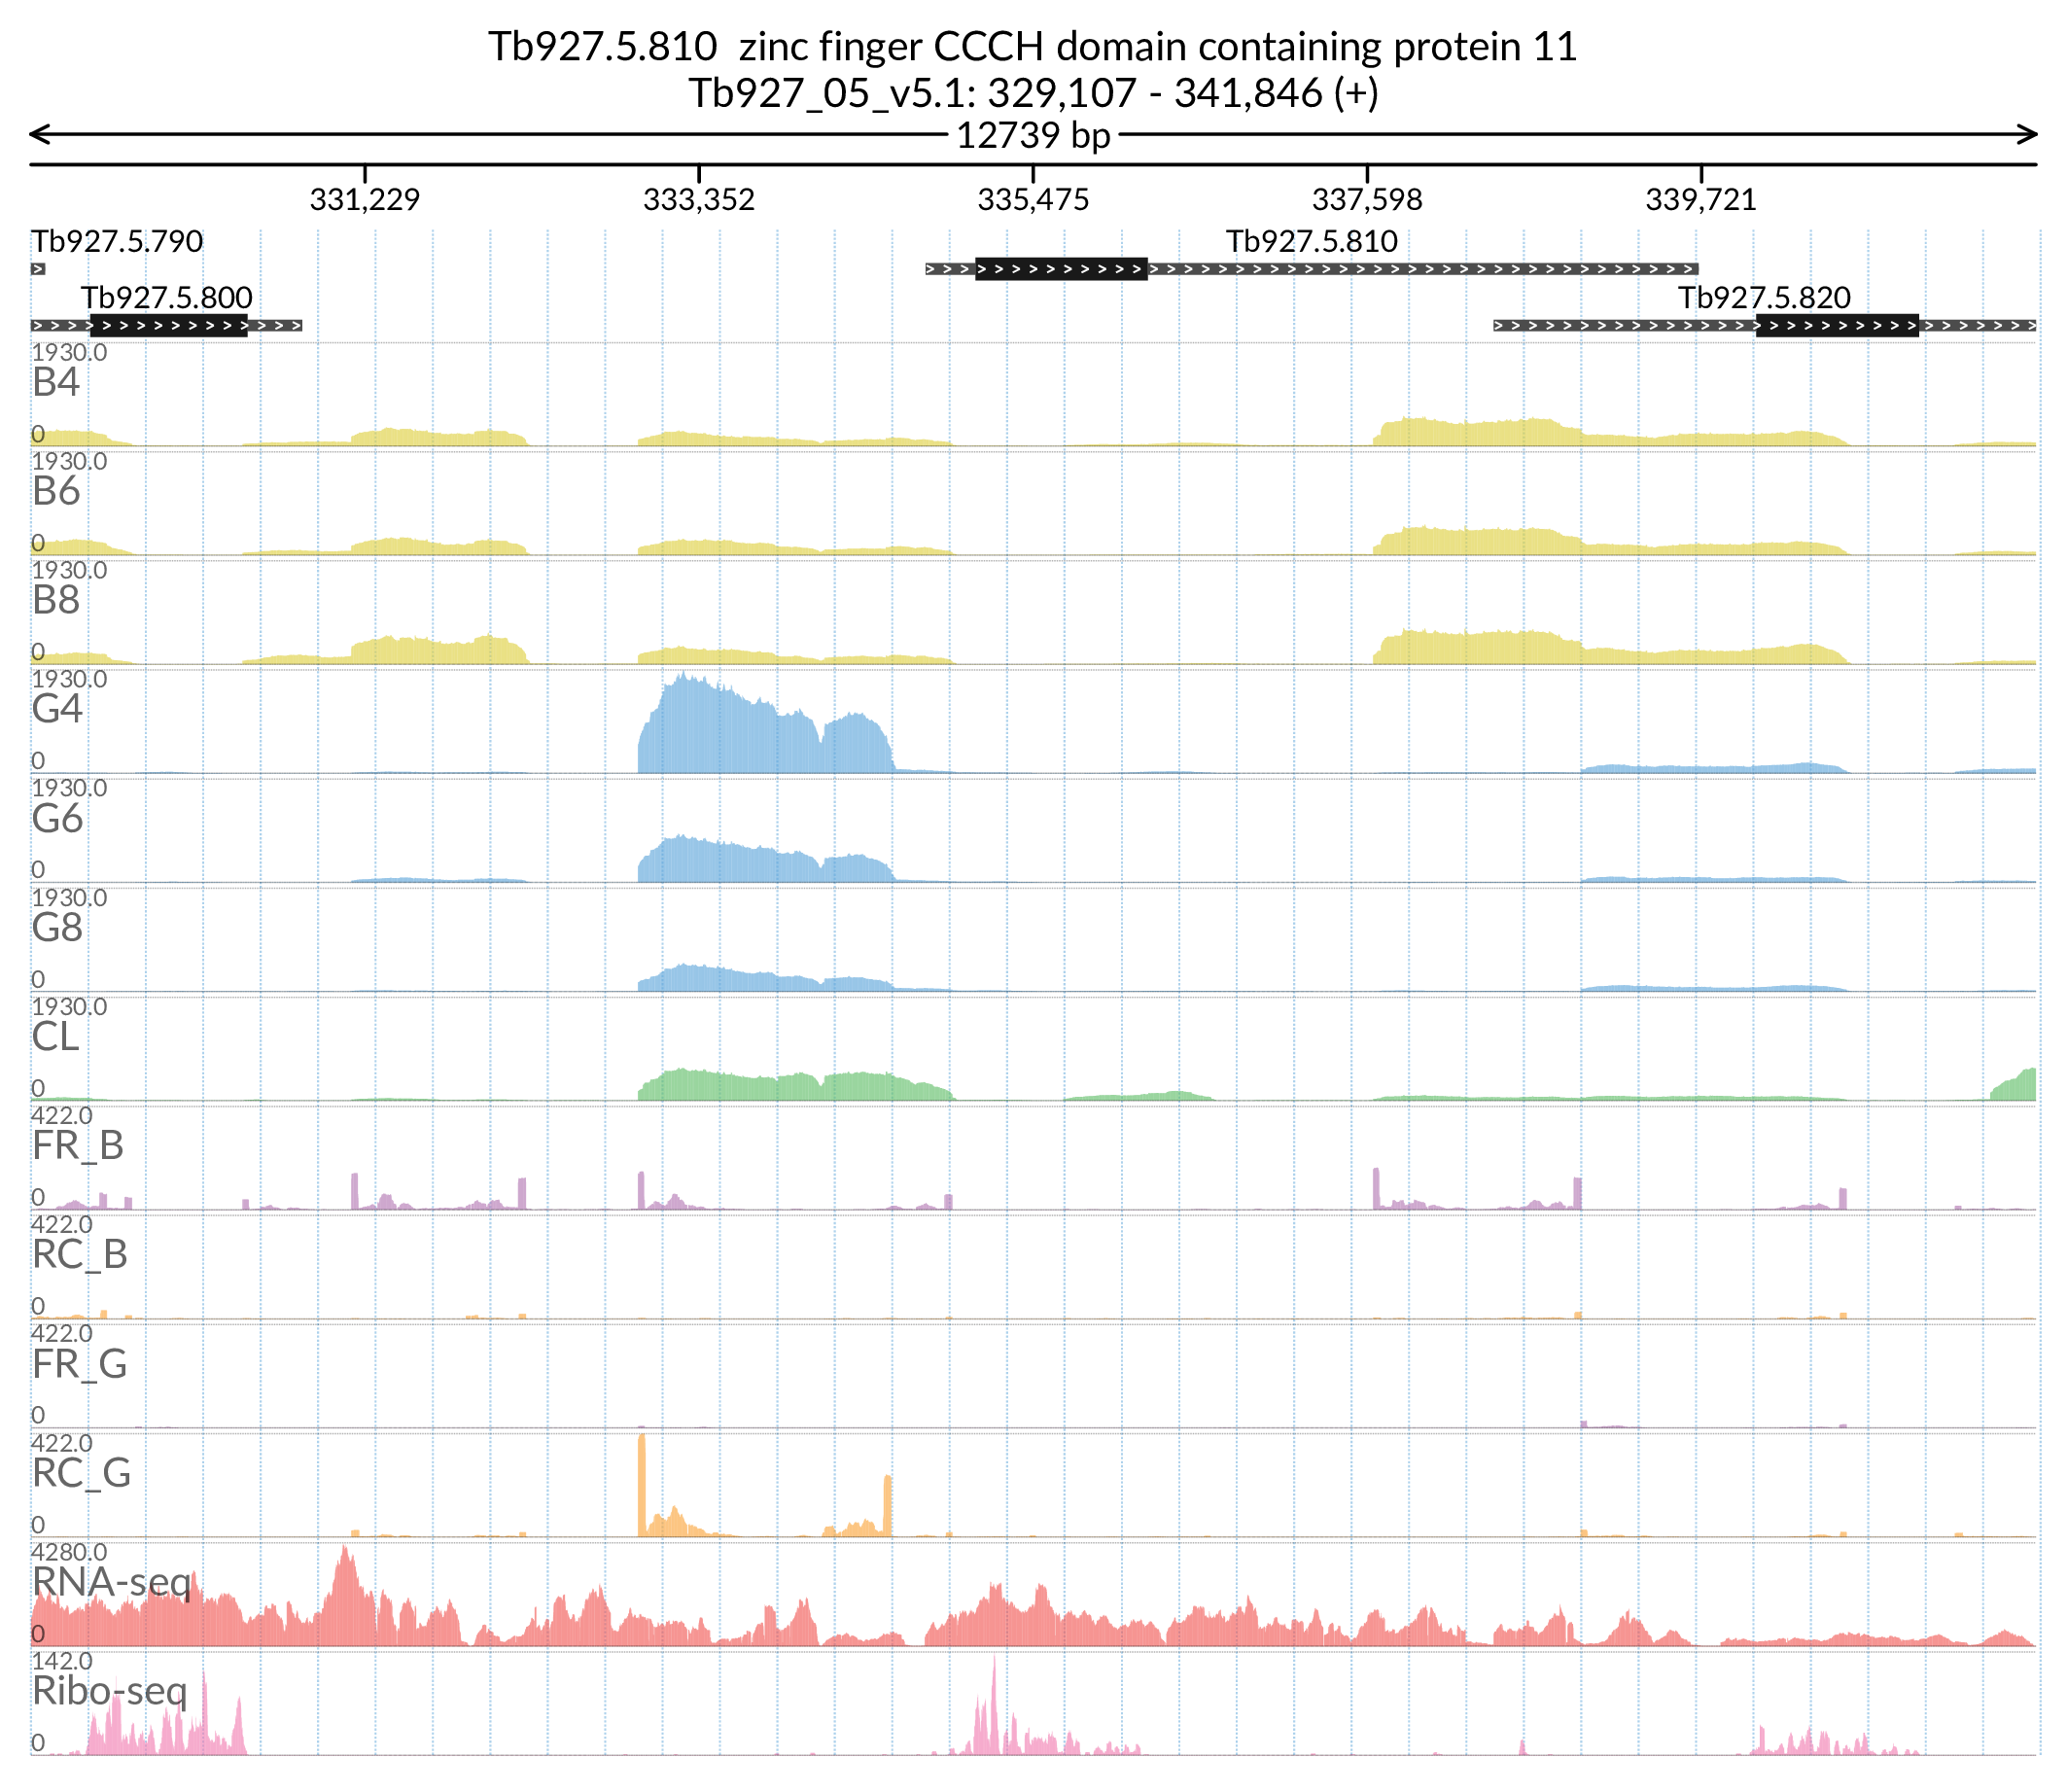 Tb927.5.810  zinc finger CCCH domain containing protein 11
Tb927_05_v5.1: 329,107 - 341,846 (+)
12739 bp
331,229 333,352 335,475 337,598 339,721
Tb927.5.790 Tb927.5.810
Tb927.5.800 Tb927.5.820
1930.0
B4
0
1930.0
B6
0
1930.0
B8
0
1930.0
G4
0
1930.0
G6
0
1930.0
G8
0
1930.0
CL
0
422.0
FR_B
0
422.0
RC_B
0
422.0
FR_G
0
422.0
RC_G
0
4280.0
RNA-seq
0
142.0
Ribo-seq
0